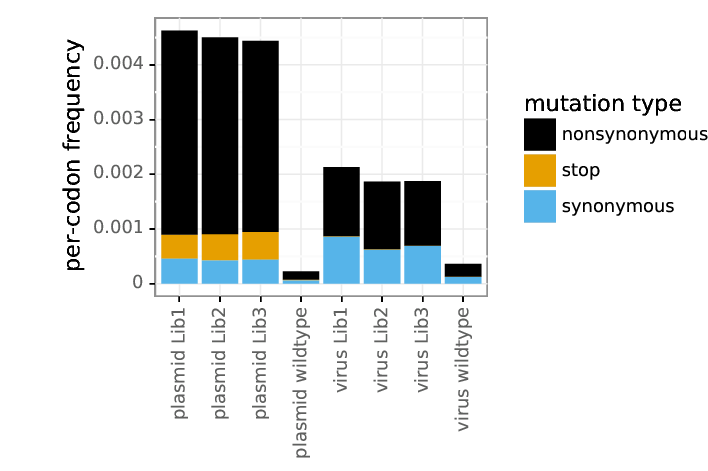 per-codon frequency
0.004
0.003
0.002
0.001
0
plasmid Lib1
plasmid Lib2
plasmid Lib3
plasmid wildtype
virus Lib1
virus Lib2
virus Lib3
virus wildtype
mutation type
nonsynonymous
stop
synonymous